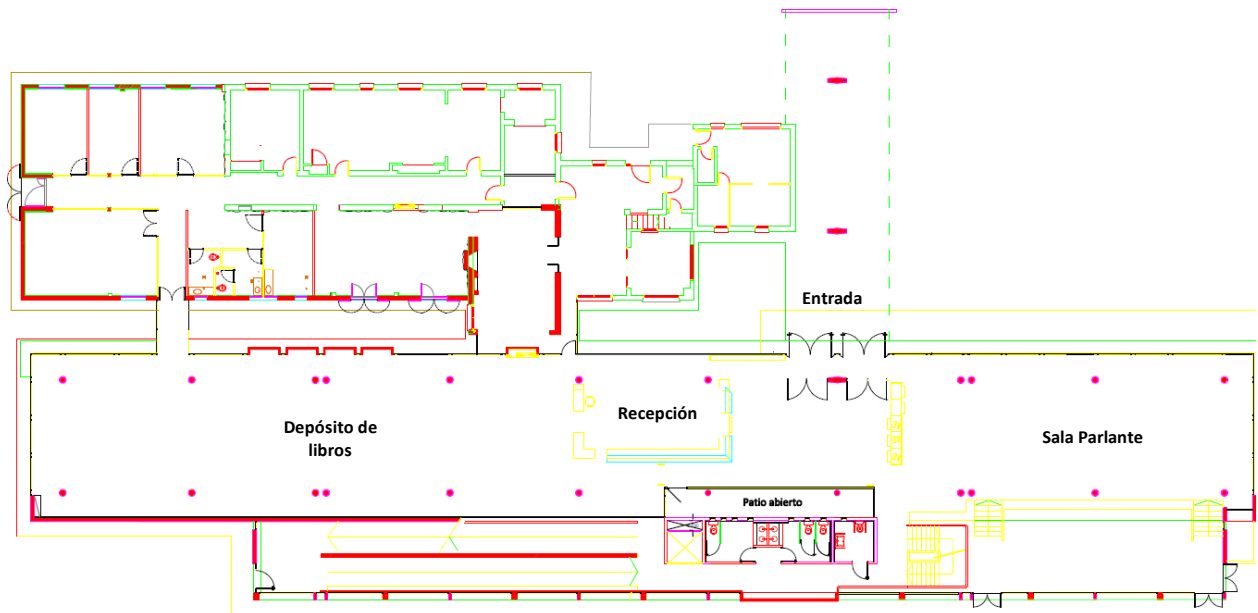 Entrada
Recepción
Depósito de
libros
Sala Parlante
Patio abierto